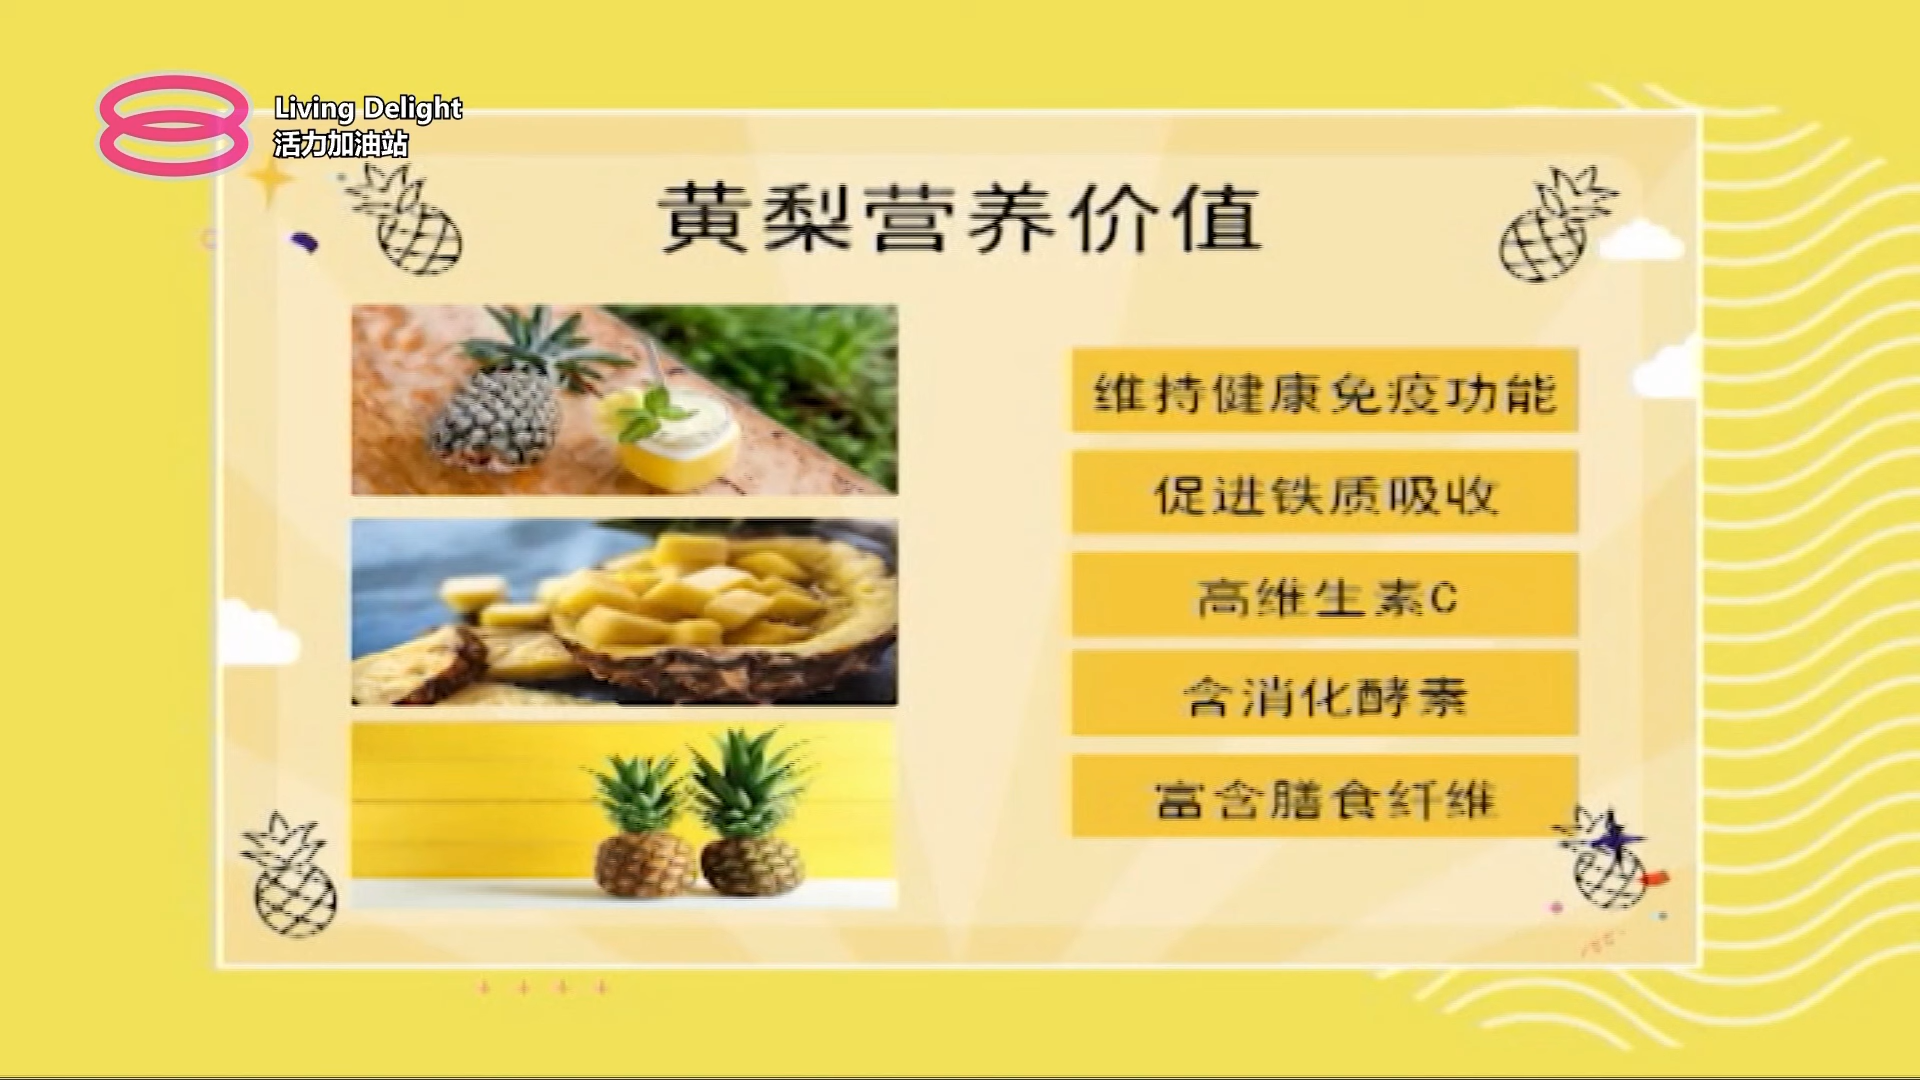 Living Delight
活力加油站
黄梨营养价值
维持健康免疫功能
促进铁质吸收
高维生素C
含消化酵素
富含膳食纤维